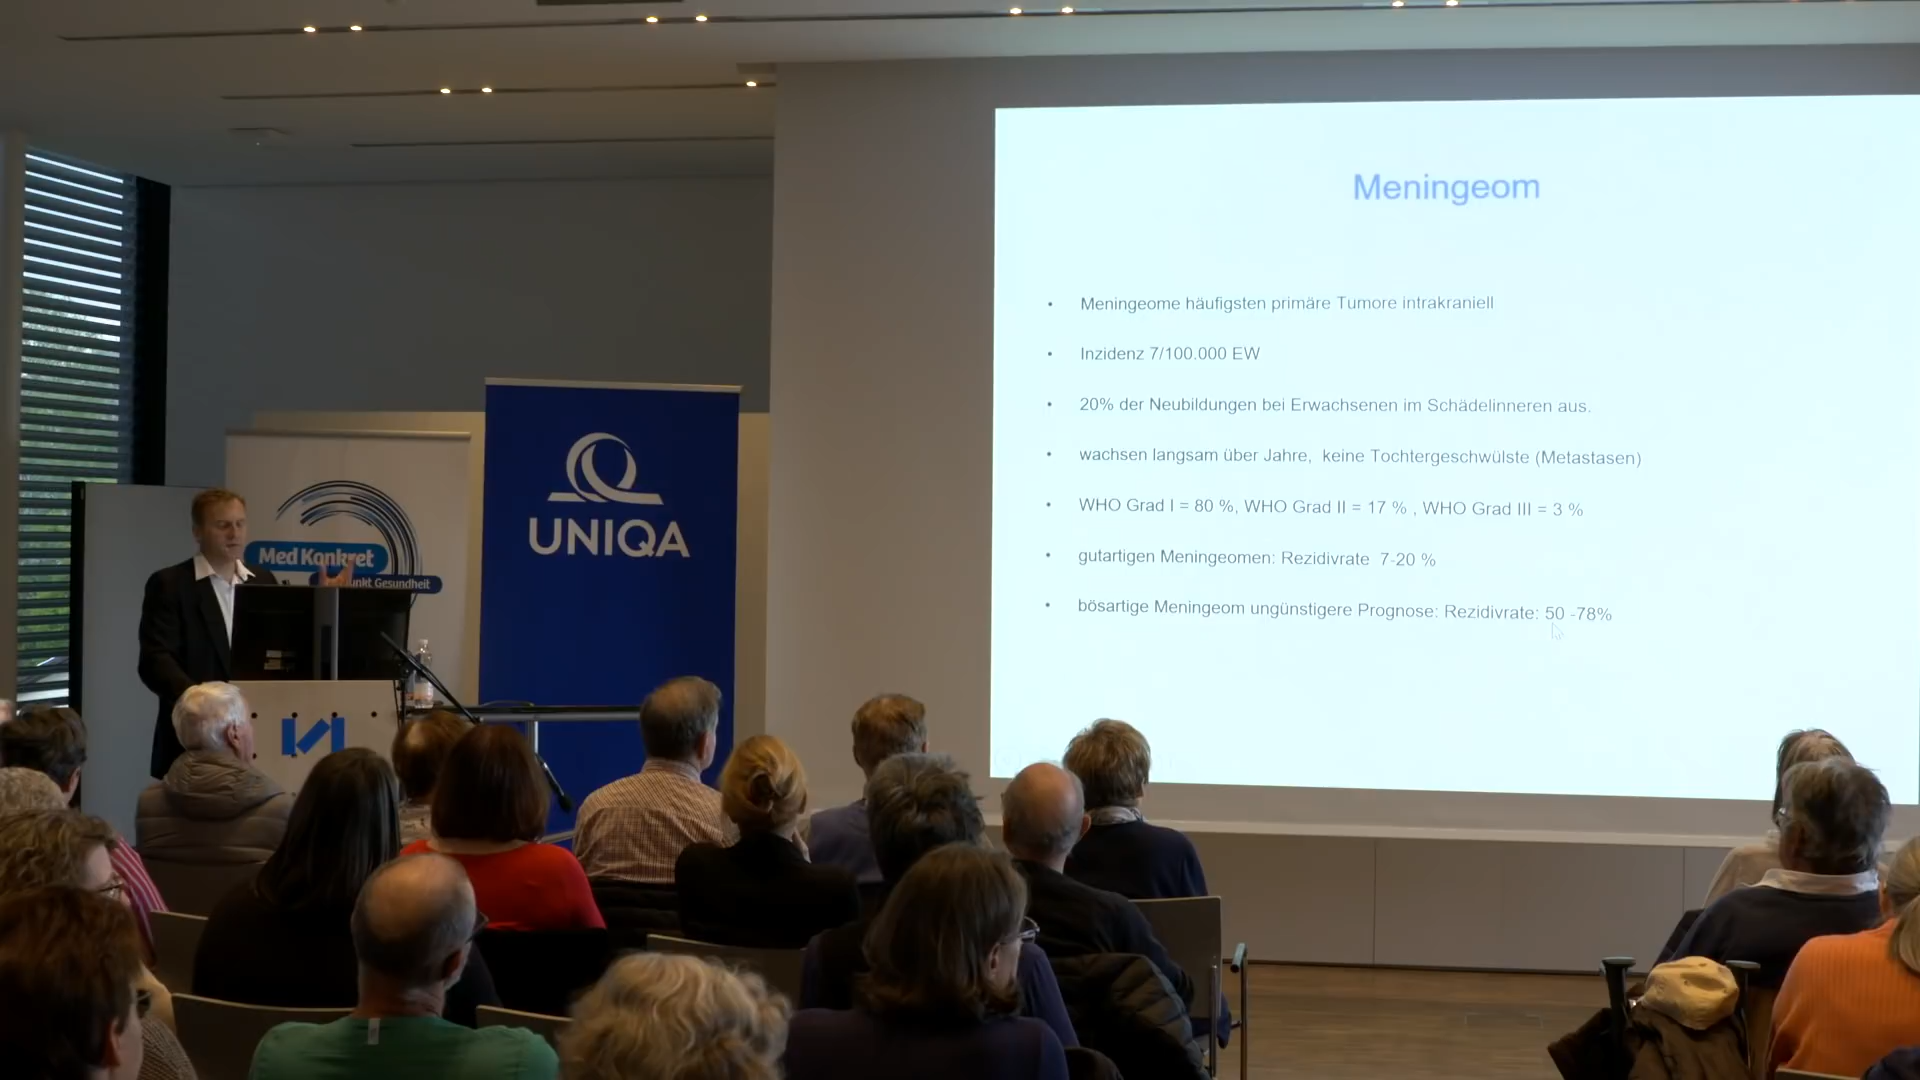 Meningeom
• Meningeome häufigsten primäre Tumore intrakraniell
• Inzidenz 7/100.000 EW
• 20% der Neubildungen bei Erwachsenen im Schädelinneren aus.
• wachsen langsam über Jahre, keine Tochtergeschwülste (Metastasen)
• WHO Grad I = 80 %, WHO Grad II = 17 % , WHO Grad III = 3 %
• gutartigen Meningeomen: Rezidivrate 7-20 %
• bösartige Meningeom ungünstigere Prognose: Rezidivrate: 50 -78%
UNIQA
Med Konkret
Gesundheit